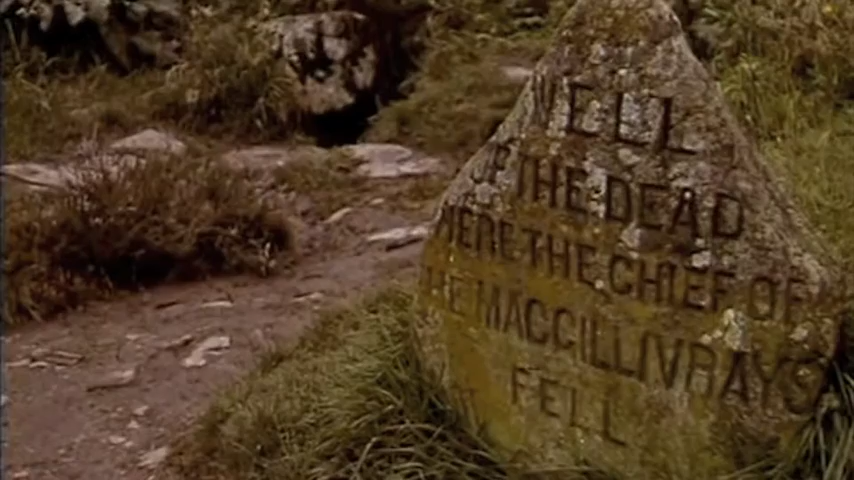 WELL
OF THE DEAD
HERE THE CHIEF OF
THE MACGILLIVRAYS
FELL